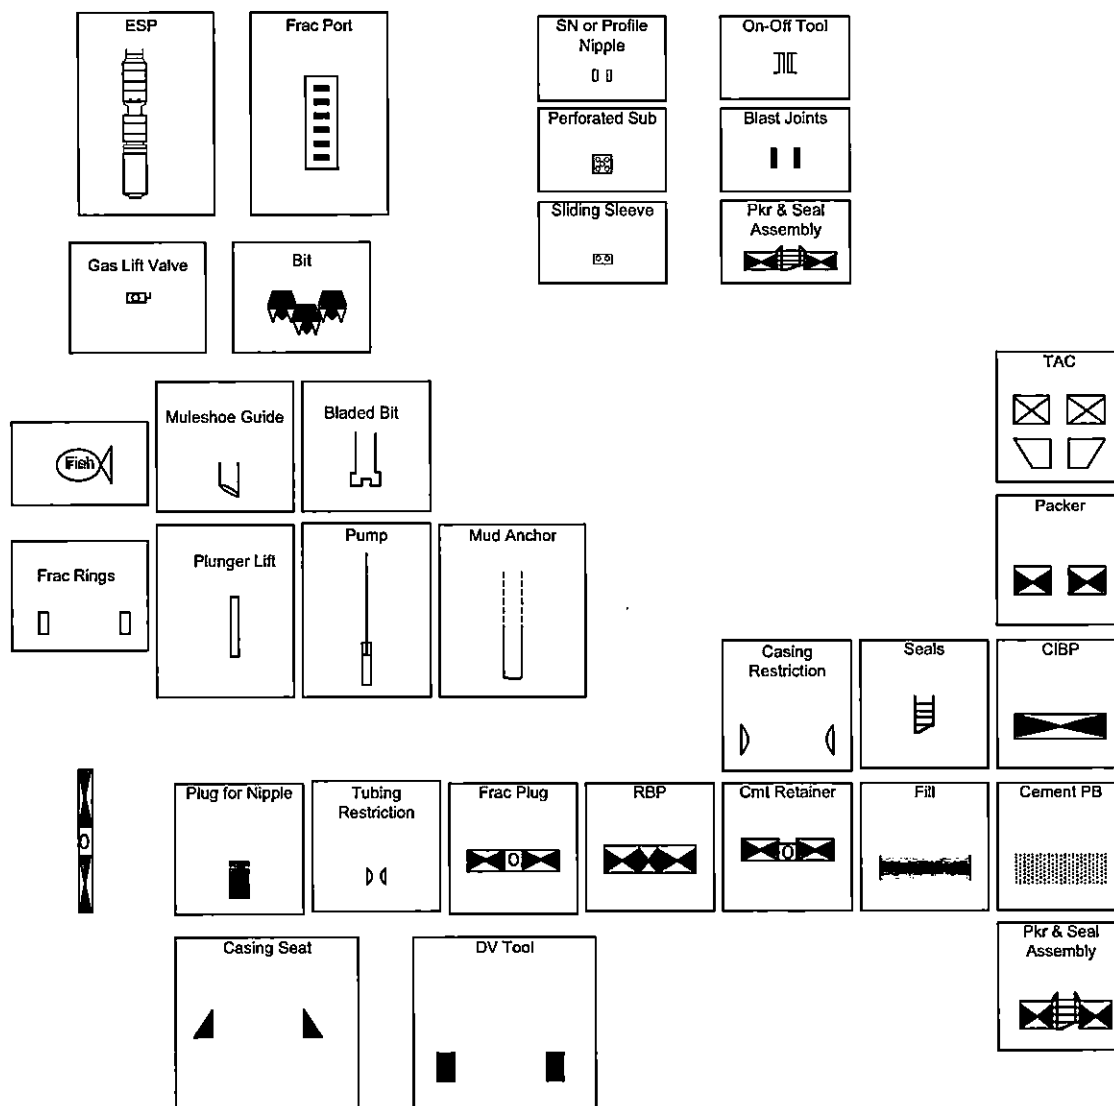 ESP
Frac Port
SN or Profile
Nipple
On-Off Tool
Perforated Sub
Blast Joints
Sliding Sleeve
Pkr & Seal
Assembly
Gas Lift Valve
Bit
TAC
Fish
Muleshoe Guide
Bladed Bit
Packer
Frac Rings
Plunger Lift
Pump
Mud Anchor
Casing
Restriction
Seals
CIBP
0
Plug for Nipple
Tubing
Restriction
Frac Plug
0
RBP
Cmt Retainer
0
Fill
Cement PB
Casing Seat
DV Tool
Pkr & Seal
Assembly